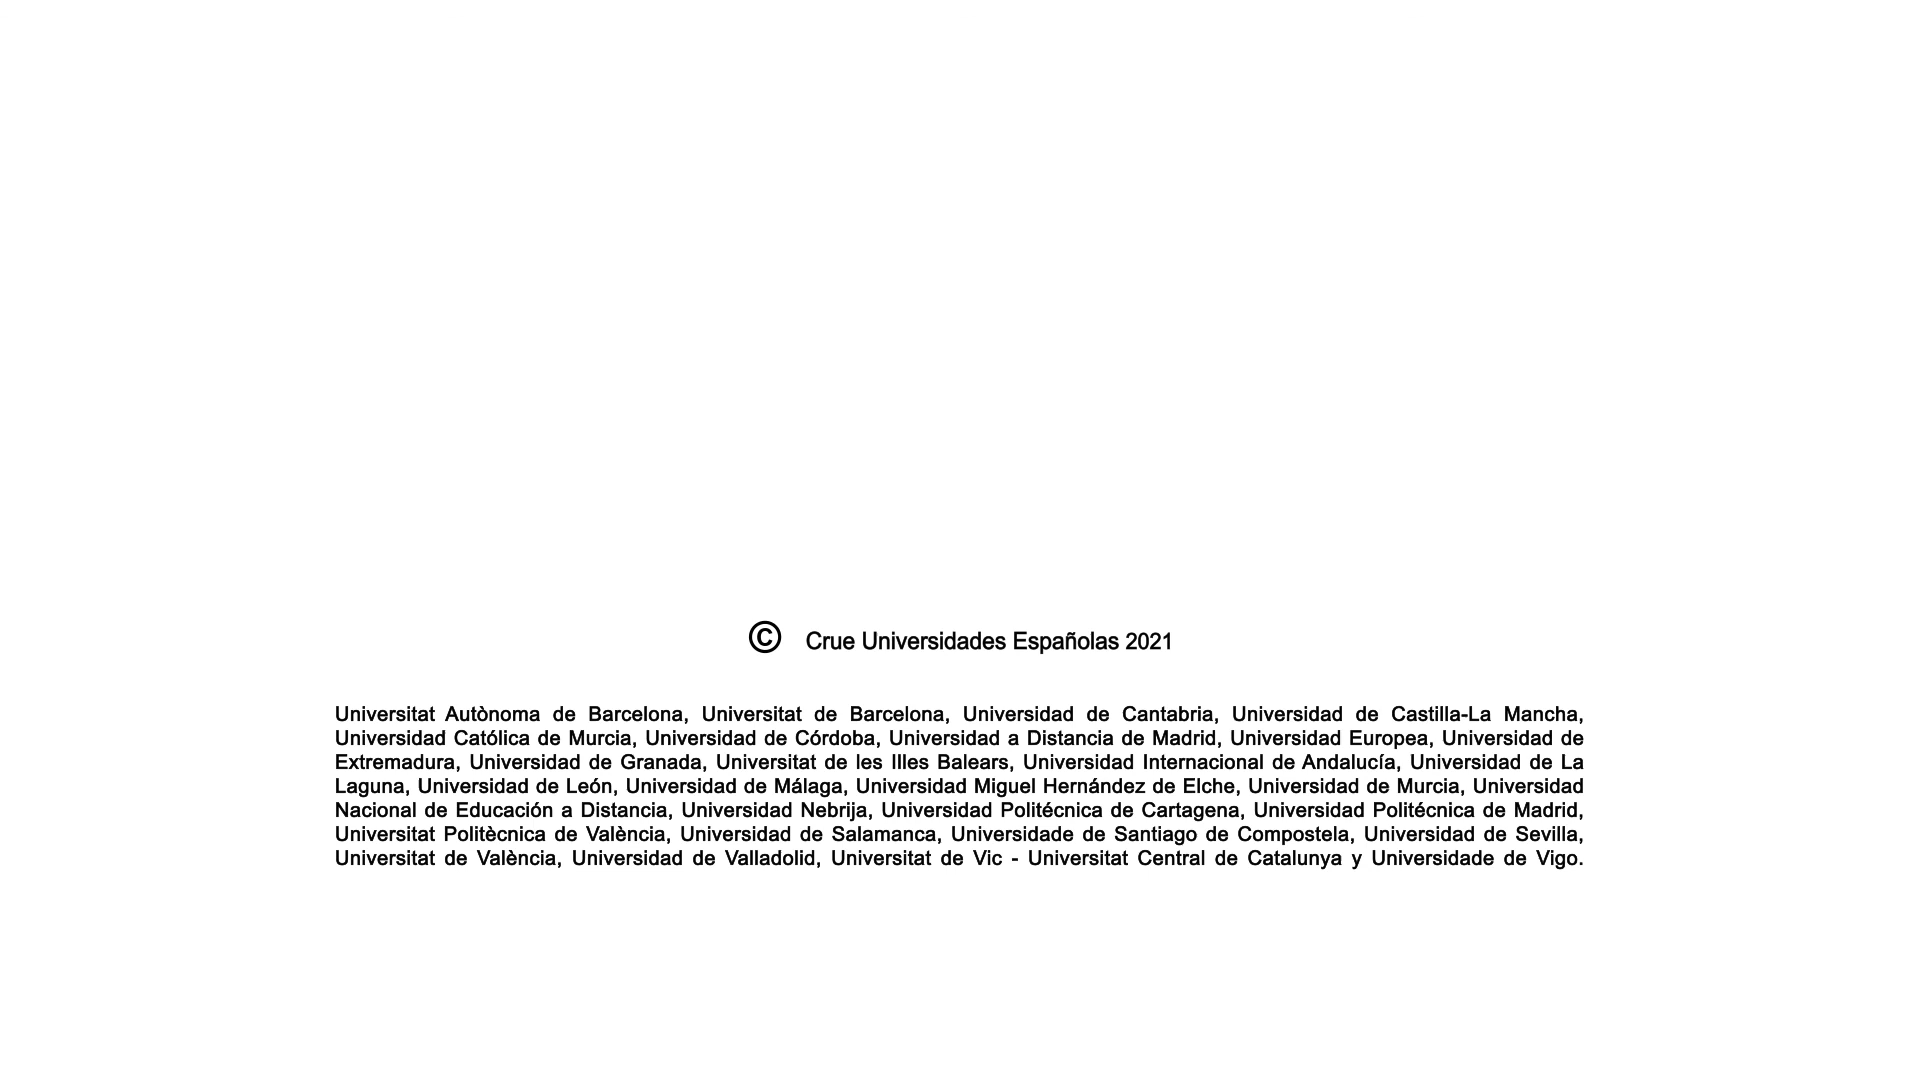 © Crue Universidades Españolas 2021
Universitat Autònoma de Barcelona, Universitat de Barcelona, Universidad de Cantabria, Universidad de Castilla-La Mancha,
Universidad Católica de Murcia, Universidad de Córdoba, Universidad a Distancia de Madrid, Universidad Europea, Universidad de
Extremadura, Universidad de Granada, Universitat de les Illes Balears, Universidad Internacional de Andalucía, Universidad de La
Laguna, Universidad de León, Universidad de Málaga, Universidad Miguel Hernández de Elche, Universidad de Murcia, Universidad
Nacional de Educación a Distancia, Universidad Nebrija, Universidad Politécnica de Cartagena, Universidad Politécnica de Madrid,
Universitat Politècnica de València, Universidad de Salamanca, Universidade de Santiago de Compostela, Universidad de Sevilla,
Universitat de València, Universidad de Valladolid, Universitat de Vic - Universitat Central de Catalunya y Universidade de Vigo.